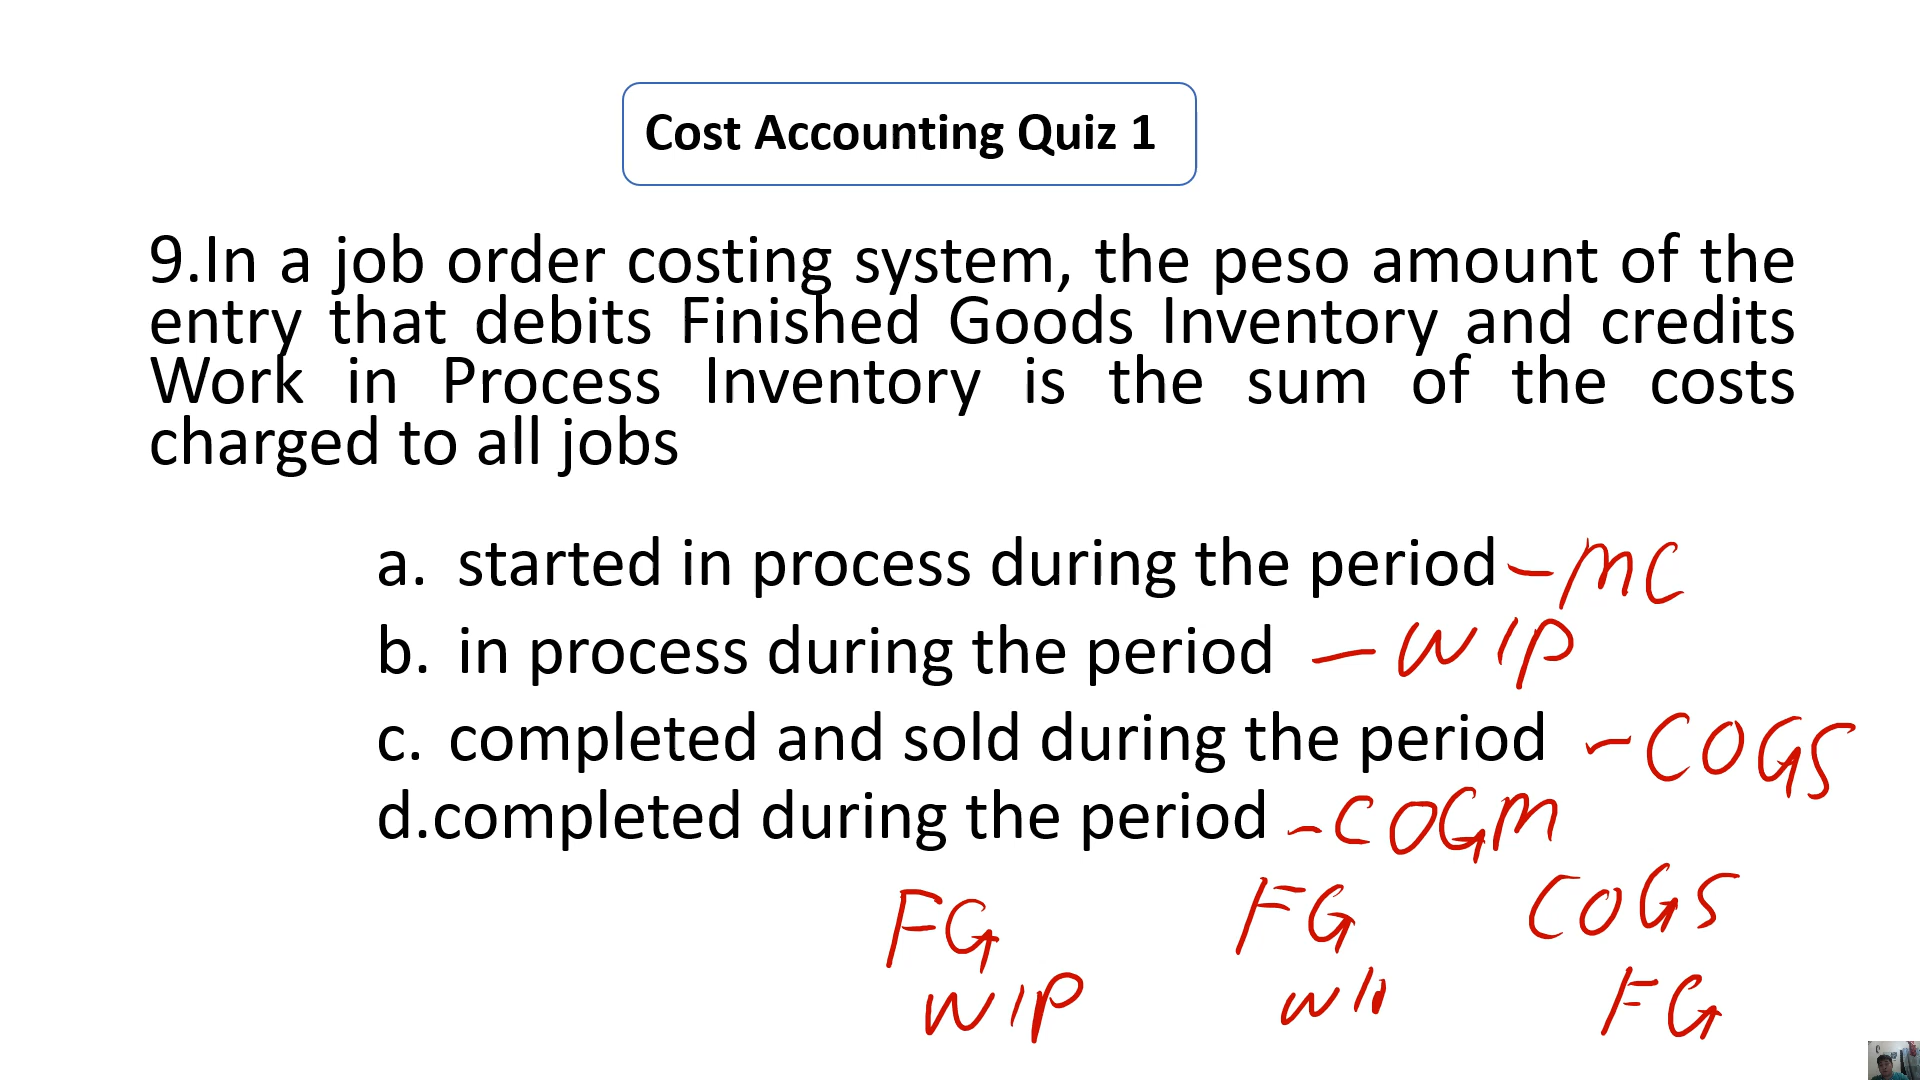 Cost Accounting Quiz 1
9.In a job order costing system, the peso amount of the
entry that debits Finished Goods Inventory and credits
Work in Process Inventory is the sum of the costs
charged to all jobs
a. started in process during the period – MC
b. in process during the period – WIP
c. completed and sold during the period – COGS
d.completed during the period – COGM
FG FG COGS
WIP WI FG